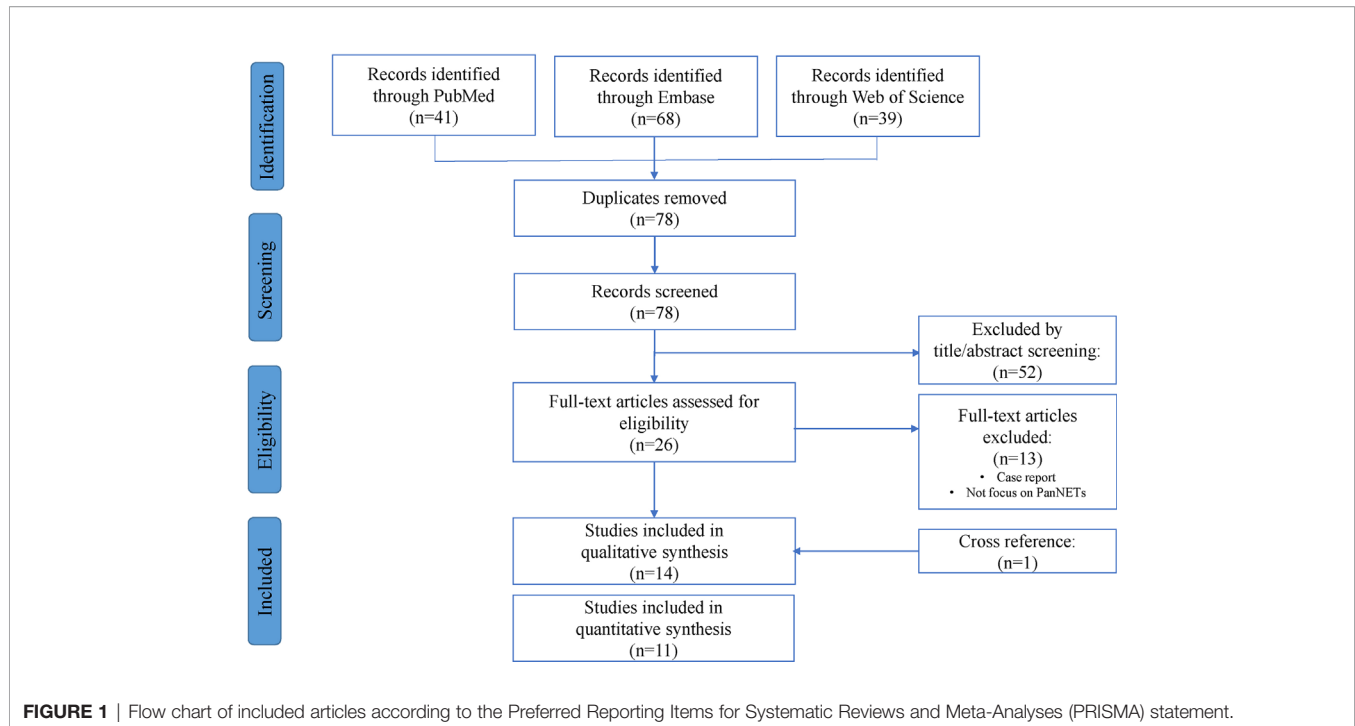 Identification
Records identified
through PubMed
(n=41)
Records identified
through Embase
(n=68)
Records identified
through Web of Science
(n=39)
Duplicates removed
(n=78)
Screening
Records screened
(n=78)
Excluded by
title/abstract screening:
(n=52)
Eligibility
Full-text articles assessed for
eligibility
(n=26)
Full-text articles
excluded:
(n=13)
• Case report
• Not focus on PanNETs
Included
Studies included in
qualitative synthesis
(n=14)
Cross reference:
(n=1)
Studies included in
quantitative synthesis
(n=11)
FIGURE 1 | Flow chart of included articles according to the Preferred Reporting Items for Systematic Reviews and Meta-Analyses (PRISMA) statement.